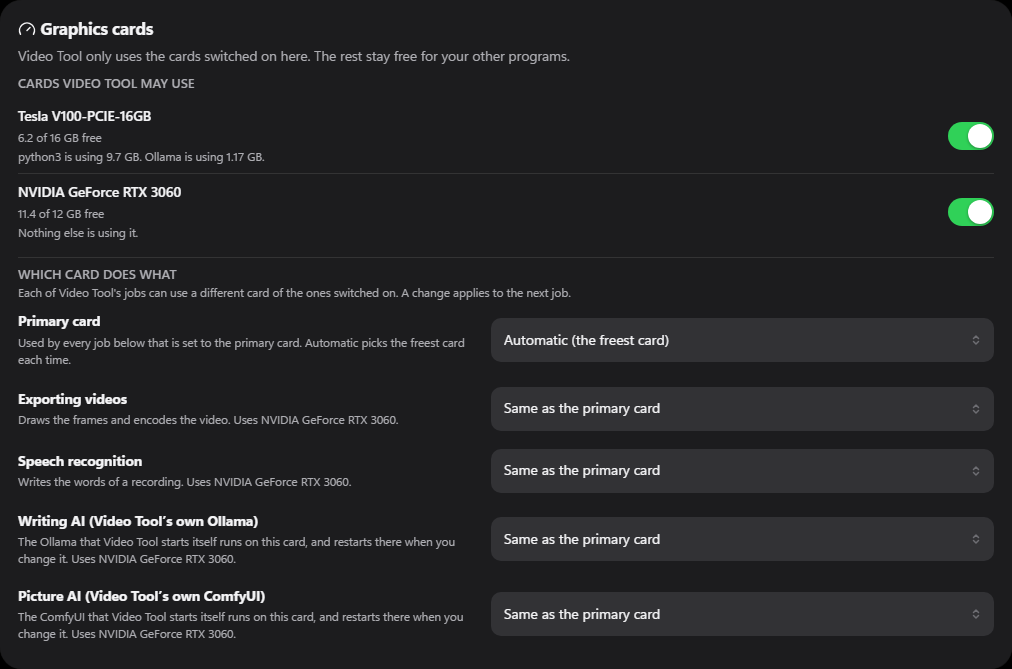 Graphics cards
Video Tool only uses the cards switched on here. The rest stay free for your other programs.
CARDS VIDEO TOOL MAY USE
Tesla V100-PCIE-16GB
6.2 of 16 GB free
python3 is using 9.7 GB. Ollama is using 1.17 GB.
NVIDIA GeForce RTX 3060
11.4 of 12 GB free
Nothing else is using it.
WHICH CARD DOES WHAT
Each of Video Tool's jobs can use a different card of the ones switched on. A change applies to the next job.
Primary card
Used by every job below that is set to the primary card. Automatic picks the freest card
each time.
Automatic (the freest card)
Exporting videos
Draws the frames and encodes the video. Uses NVIDIA GeForce RTX 3060.
Same as the primary card
Speech recognition
Writes the words of a recording. Uses NVIDIA GeForce RTX 3060.
Same as the primary card
Writing AI (Video Tool’s own Ollama)
The Ollama that Video Tool starts itself runs on this card, and restarts there when you
change it. Uses NVIDIA GeForce RTX 3060.
Same as the primary card
Picture AI (Video Tool’s own ComfyUI)
The ComfyUI that Video Tool starts itself runs on this card, and restarts there when you
change it. Uses NVIDIA GeForce RTX 3060.
Same as the primary card